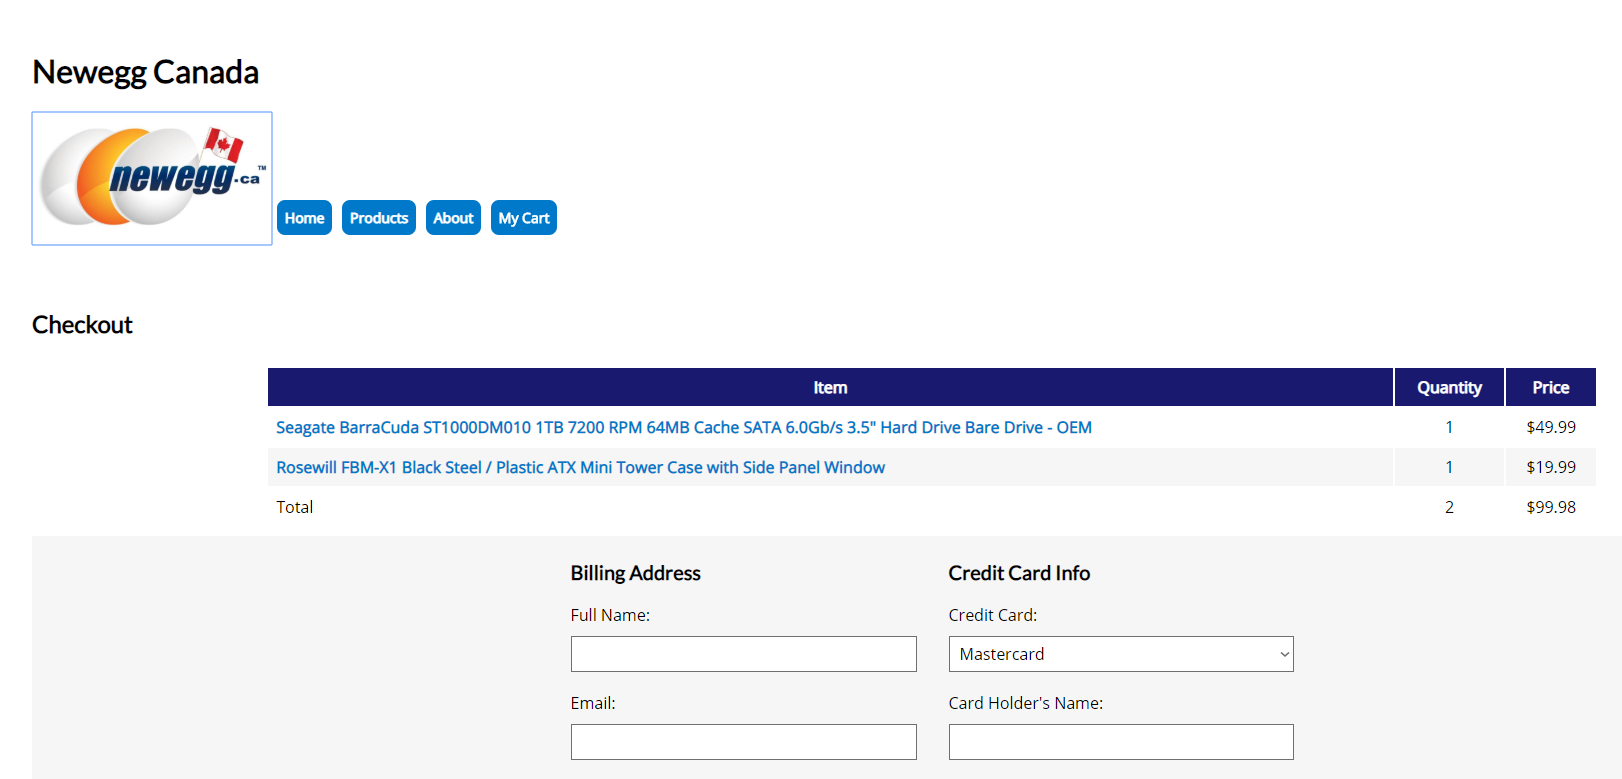 Newegg Canada
newegg.ca™
Home Products About My Cart
Checkout
Item Quantity Price
Seagate BarraCuda ST1000DM010 1TB 7200 RPM 64MB Cache SATA 6.0Gb/s 3.5" Hard Drive Bare Drive - OEM 1 $49.99
Rosewill FBM-X1 Black Steel / Plastic ATX Mini Tower Case with Side Panel Window 1 $19.99
Total 2 $99.98
Billing Address Credit Card Info
Full Name: Credit Card:
Mastercard
Email: Card Holder's Name: